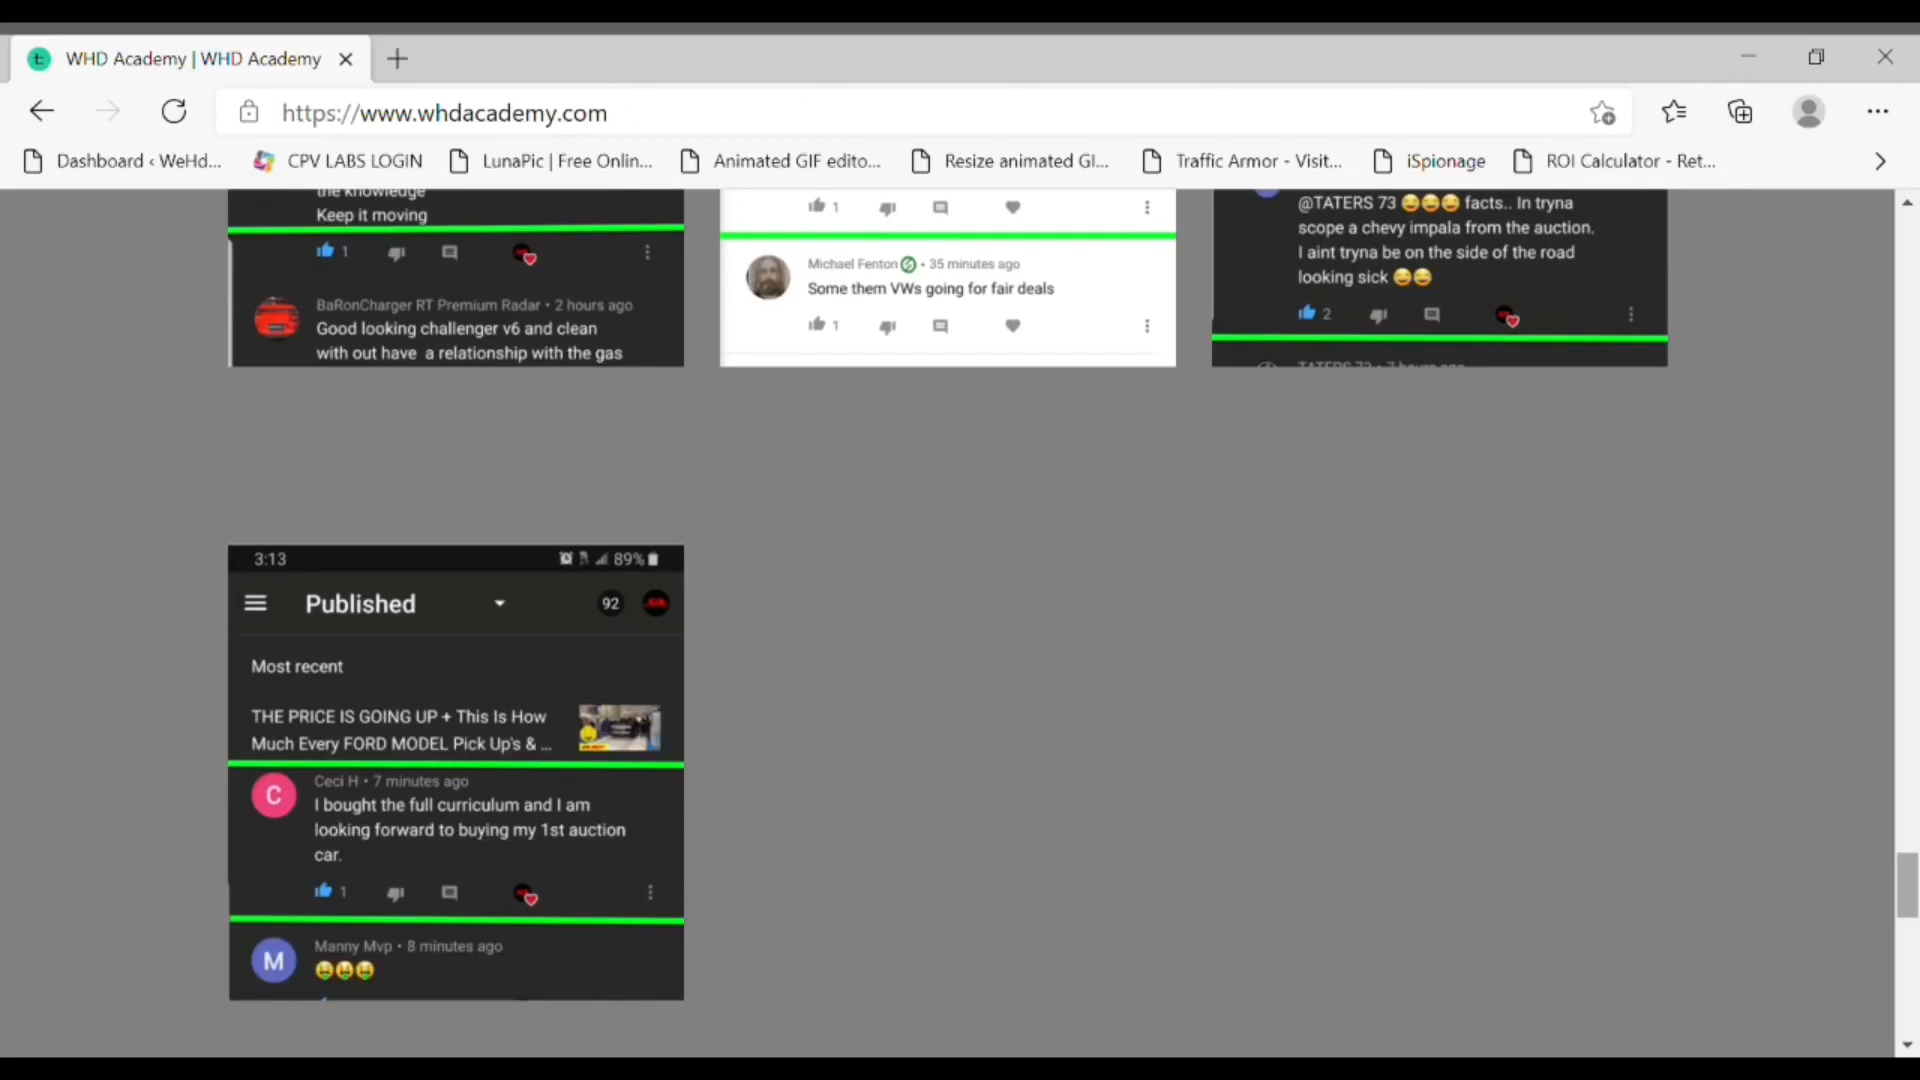 WHD Academy | WHD Academy
https://www.whdacademy.com
Dashboard ‹ WeHd...
CPV LABS LOGIN
LunaPic | Free Onlin...
Animated GIF edito...
Resize animated GI...
Traffic Armor - Visit...
iSpionage
ROI Calculator - Ret...
the knowledge
Keep it moving
1
BaRonCharger RT Premium Radar • 2 hours ago
Good looking challenger v6 and clean
with out have a relationship with the gas
1
Michael Fenton • 35 minutes ago
Some them VWs going for fair deals
1
@TATERS 73 😂😂😂 facts.. In tryna
scope a chevy impala from the auction.
I aint tryna be on the side of the road
looking sick 😂😂
2
TATERS 73 • 7 hours ago
3:13
89%
Published
92
Most recent
THE PRICE IS GOING UP + This Is How
Much Every FORD MODEL Pick Up's & ...
C
Ceci H • 7 minutes ago
I bought the full curriculum and I am
looking forward to buying my 1st auction
car.
1
M
Manny Mvp • 8 minutes ago
🤑🤑🤑